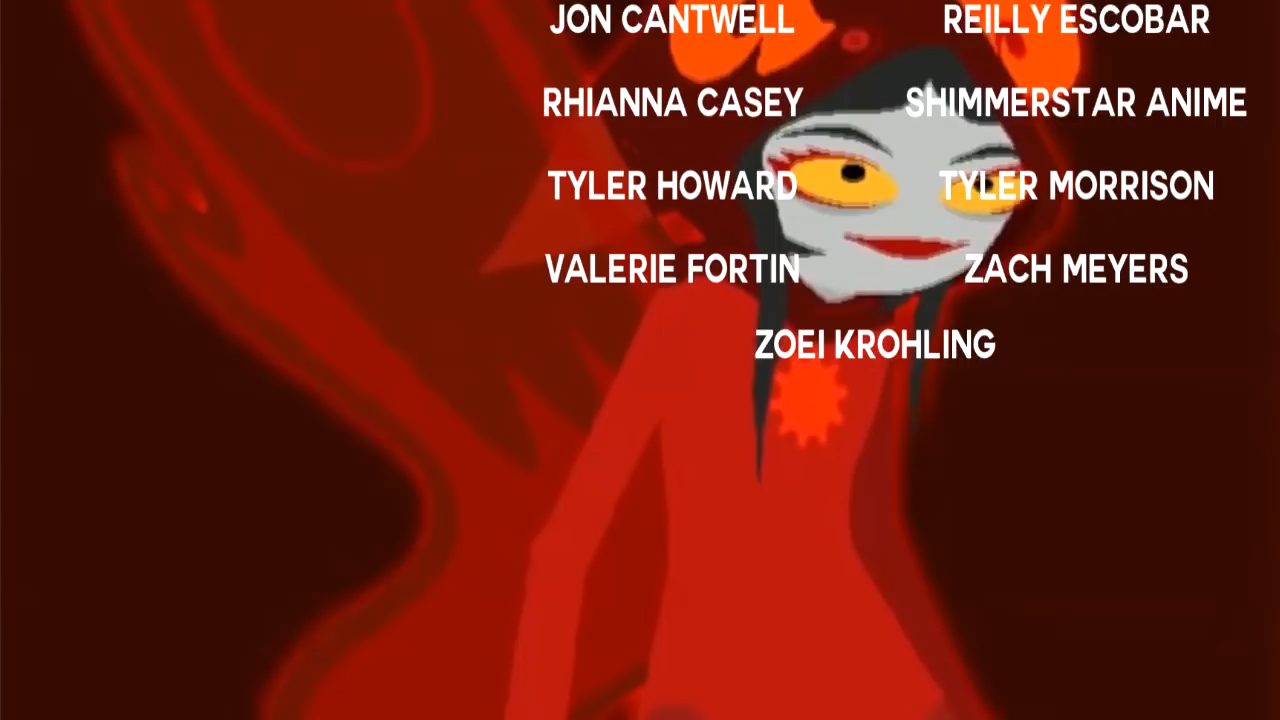 JON CANTWELL REILLY ESCOBAR
RHIANNA CASEY SHIMMERSTAR ANIME
TYLER HOWARD TYLER MORRISON
VALERIE FORTIN ZACH MEYERS
ZOEI KROHLING